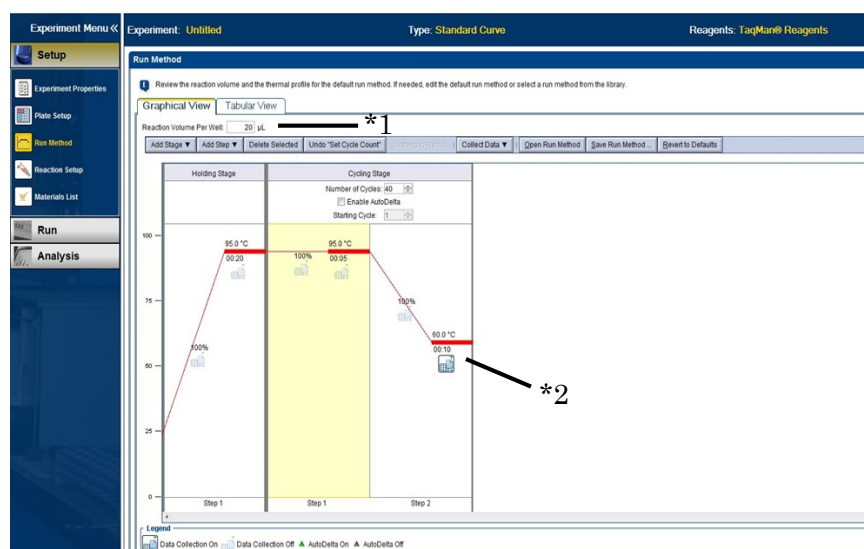 Experiment Menu «
Experiment: Untitled
Type: Standard Curve
Reagents: TaqMan® Reagents
Setup
Experiment Properties
Plate Setup
Run Method
Reaction Setup
Materials List
Run
Analysis
Run Method
Review the reaction volume and the thermal profile for the default run method. If needed, edit the default run method or select a run method from the library.
Graphical View Tabular View
Reaction Volume Per Well: 20 µL
*1
Add Stage ▼ Add Step ▼ Delete Selected Undo "Set Cycle Count" Collect Data ▼ Open Run Method Save Run Method ... Revert to Defaults
Holding Stage Cycling Stage
Number of Cycles: 40
Enable AutoDelta
Starting Cycle: 1
100
95.0 °C 95.0 °C
00:20 100% 00:05
75
100%
60.0 °C
100% 00:10
50
*2
25
0
Step 1 Step 1 Step 2
Legend
Data Collection On Data Collection Off ▲ AutoDelta On ▲ AutoDelta Off